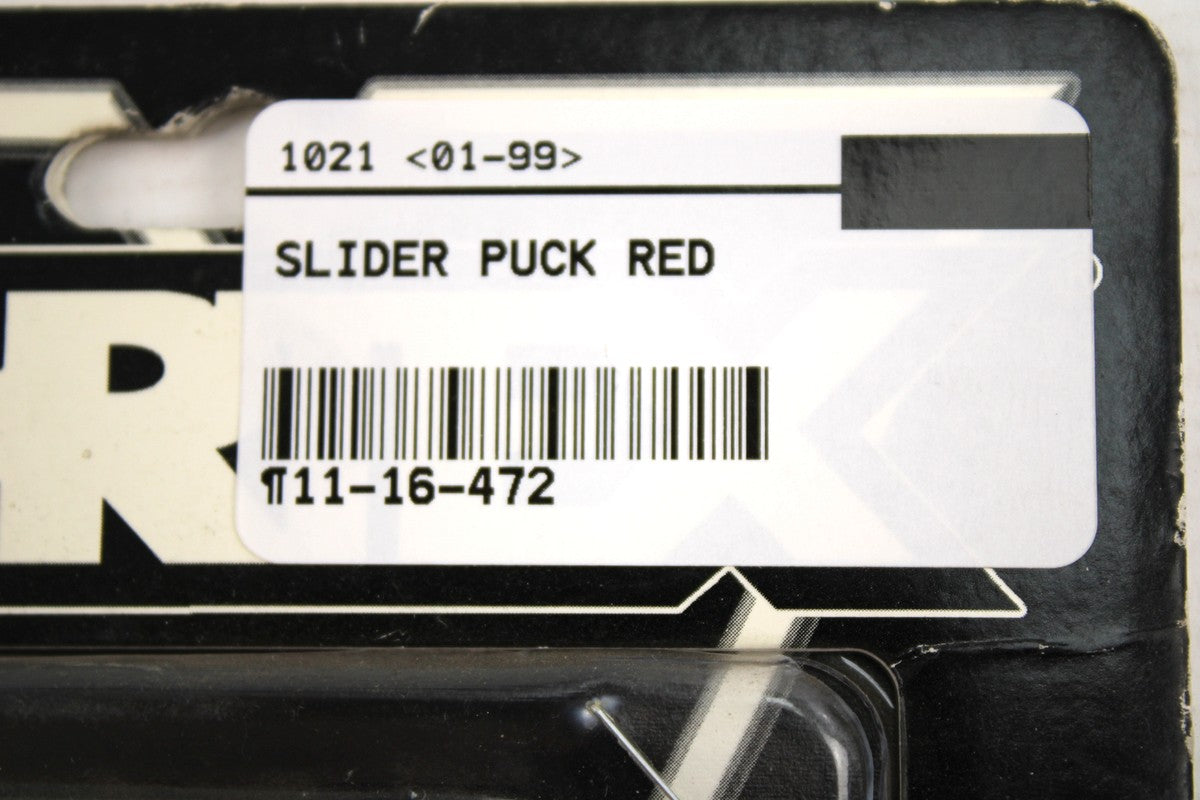 1021 <01-99>
SLIDER PUCK RED
¶11-16-472
R